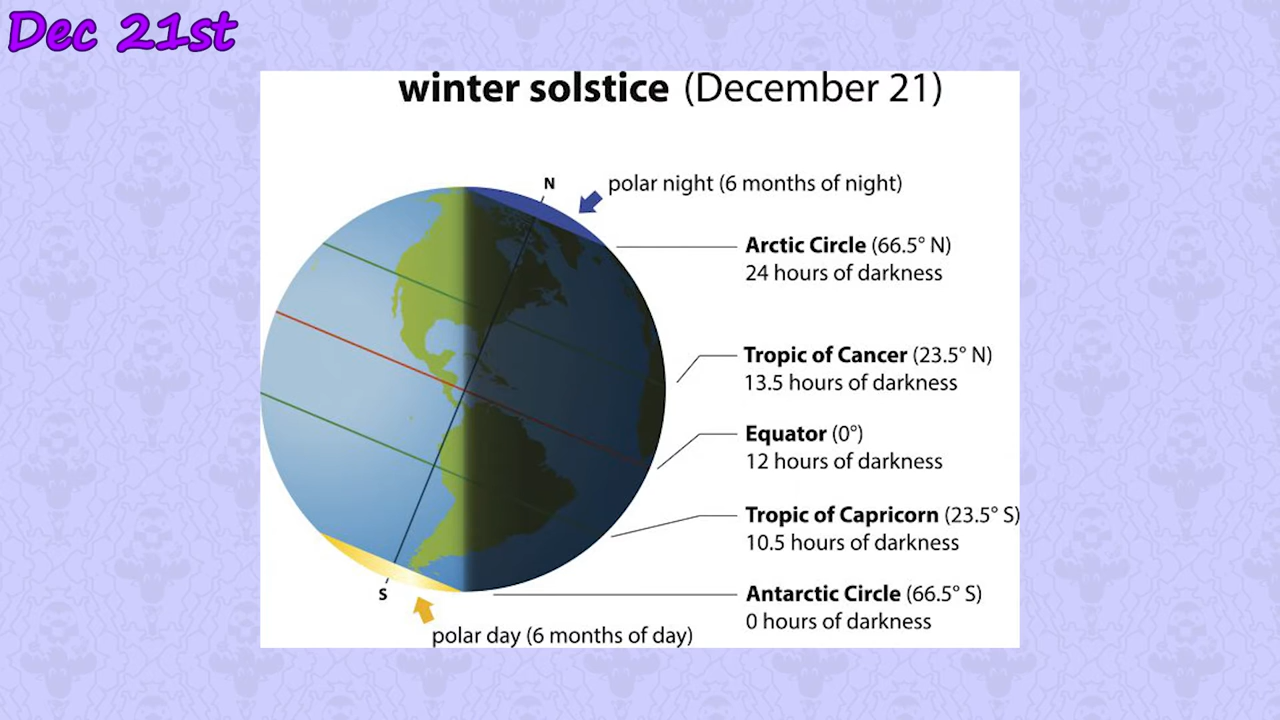 Dec 21st
winter solstice (December 21)
N
polar night (6 months of night)
Arctic Circle (66.5° N)
24 hours of darkness
Tropic of Cancer (23.5° N)
13.5 hours of darkness
Equator (0°)
12 hours of darkness
Tropic of Capricorn (23.5° S)
10.5 hours of darkness
Antarctic Circle (66.5° S)
0 hours of darkness
S
polar day (6 months of day)